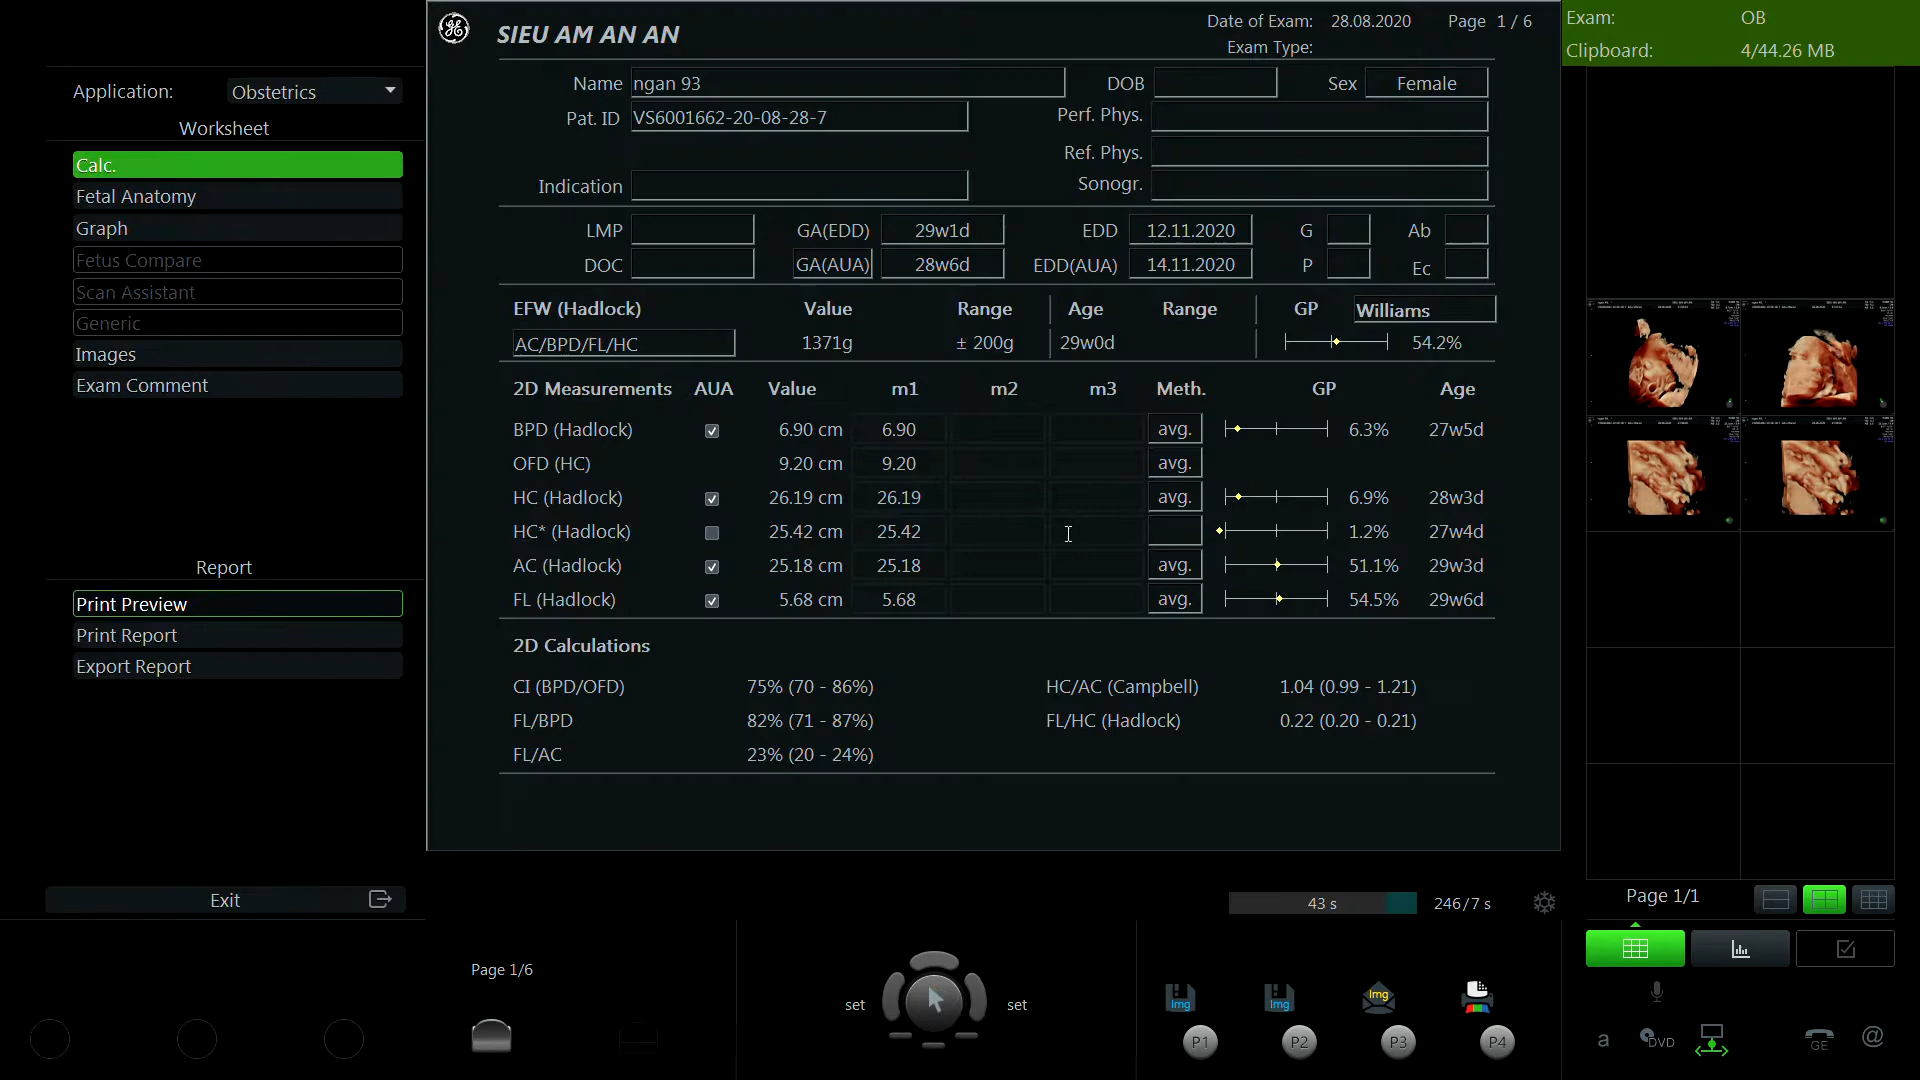 SIEU AM AN AN
Date of Exam: 28.08.2020 Page 1 / 6
Exam Type:
Exam: OB
Clipboard: 4/44.26 MB
Application: Obstetrics
Worksheet
Calc.
Fetal Anatomy
Graph
Fetus Compare
Scan Assistant
Generic
Images
Exam Comment
Report
Print Preview
Print Report
Export Report
Exit
Name ngan 93 DOB Sex Female
Pat. ID VS6001662-20-08-28-7 Perf. Phys.
Ref. Phys.
Indication Sonogr.
LMP GA(EDD) 29w1d EDD 12.11.2020 G Ab
DOC GA(AUA) 28w6d EDD(AUA) 14.11.2020 P Ec
EFW (Hadlock) Value Range Age Range GP Williams
AC/BPD/FL/HC 1371g ± 200g 29w0d 54.2%
2D Measurements AUA Value m1 m2 m3 Meth. GP Age
BPD (Hadlock) 6.90 cm 6.90 avg. 6.3% 27w5d
OFD (HC) 9.20 cm 9.20 avg.
HC (Hadlock) 26.19 cm 26.19 avg. 6.9% 28w3d
HC* (Hadlock) 25.42 cm 25.42 1.2% 27w4d
AC (Hadlock) 25.18 cm 25.18 avg. 51.1% 29w3d
FL (Hadlock) 5.68 cm 5.68 avg. 54.5% 29w6d
2D Calculations
CI (BPD/OFD) 75% (70 - 86%) HC/AC (Campbell) 1.04 (0.99 - 1.21)
FL/BPD 82% (71 - 87%) FL/HC (Hadlock) 0.22 (0.20 - 0.21)
FL/AC 23% (20 - 24%)
43 s 246/7 s
Page 1/1
Page 1/6
set set
Img Img Img
P1 P2 P3 P4
a DVD GE @